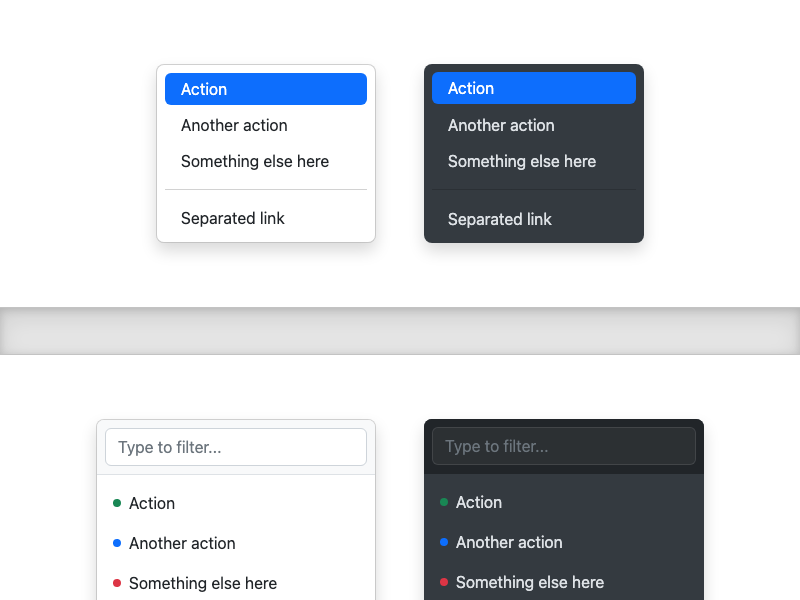 Action
Another action
Something else here
Separated link
Action
Another action
Something else here
Separated link
Type to filter...
Action
Another action
Something else here
Type to filter...
Action
Another action
Something else here